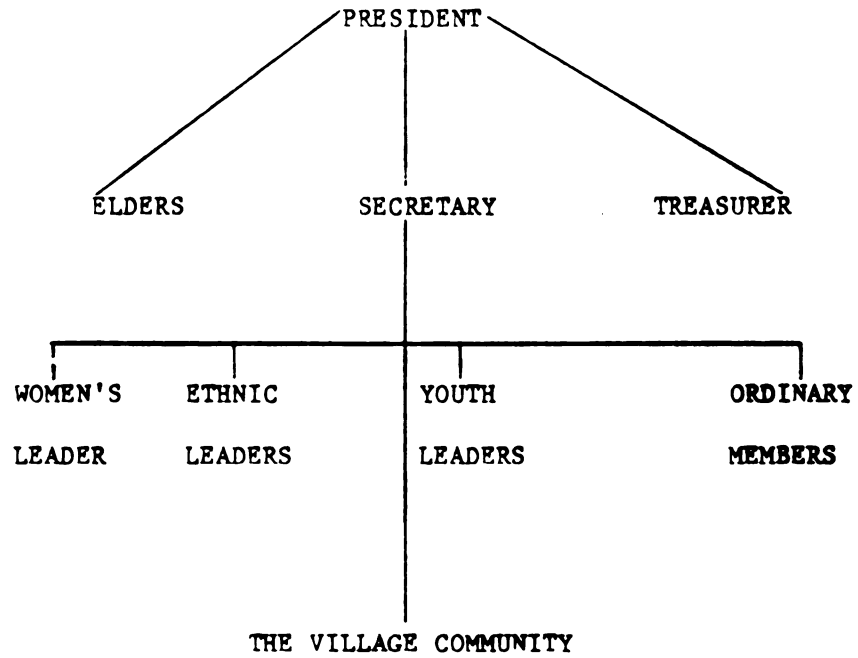 PRESIDENT
ELDERS SECRETARY TREASURER
WOMEN'S ETHNIC YOUTH ORDINARY
LEADER LEADERS LEADERS MEMBERS
THE VILLAGE COMMUNITY